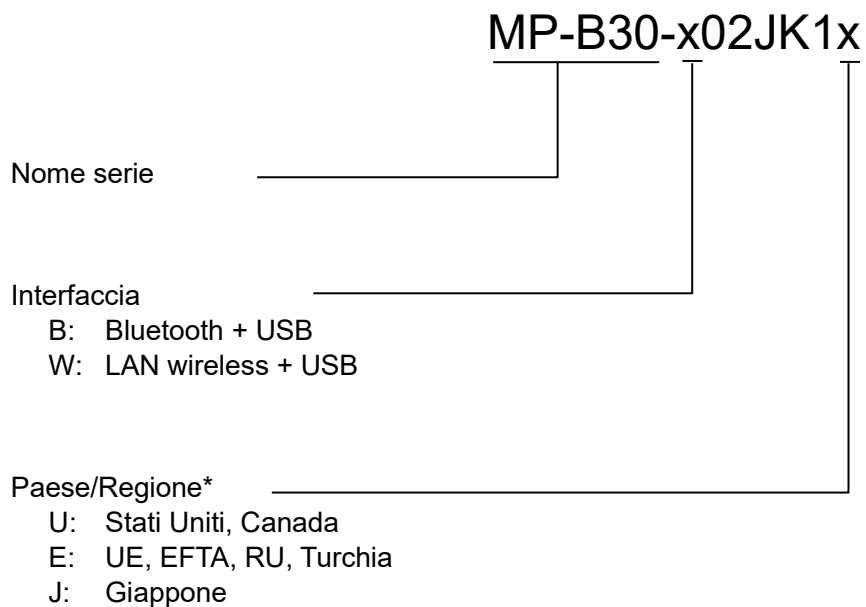 MP-B30-x02JK1x
Nome serie
Interfaccia
B: Bluetooth + USB
W: LAN wireless + USB
Paese/Regione*
U: Stati Uniti, Canada
E: UE, EFTA, RU, Turchia
J: Giappone